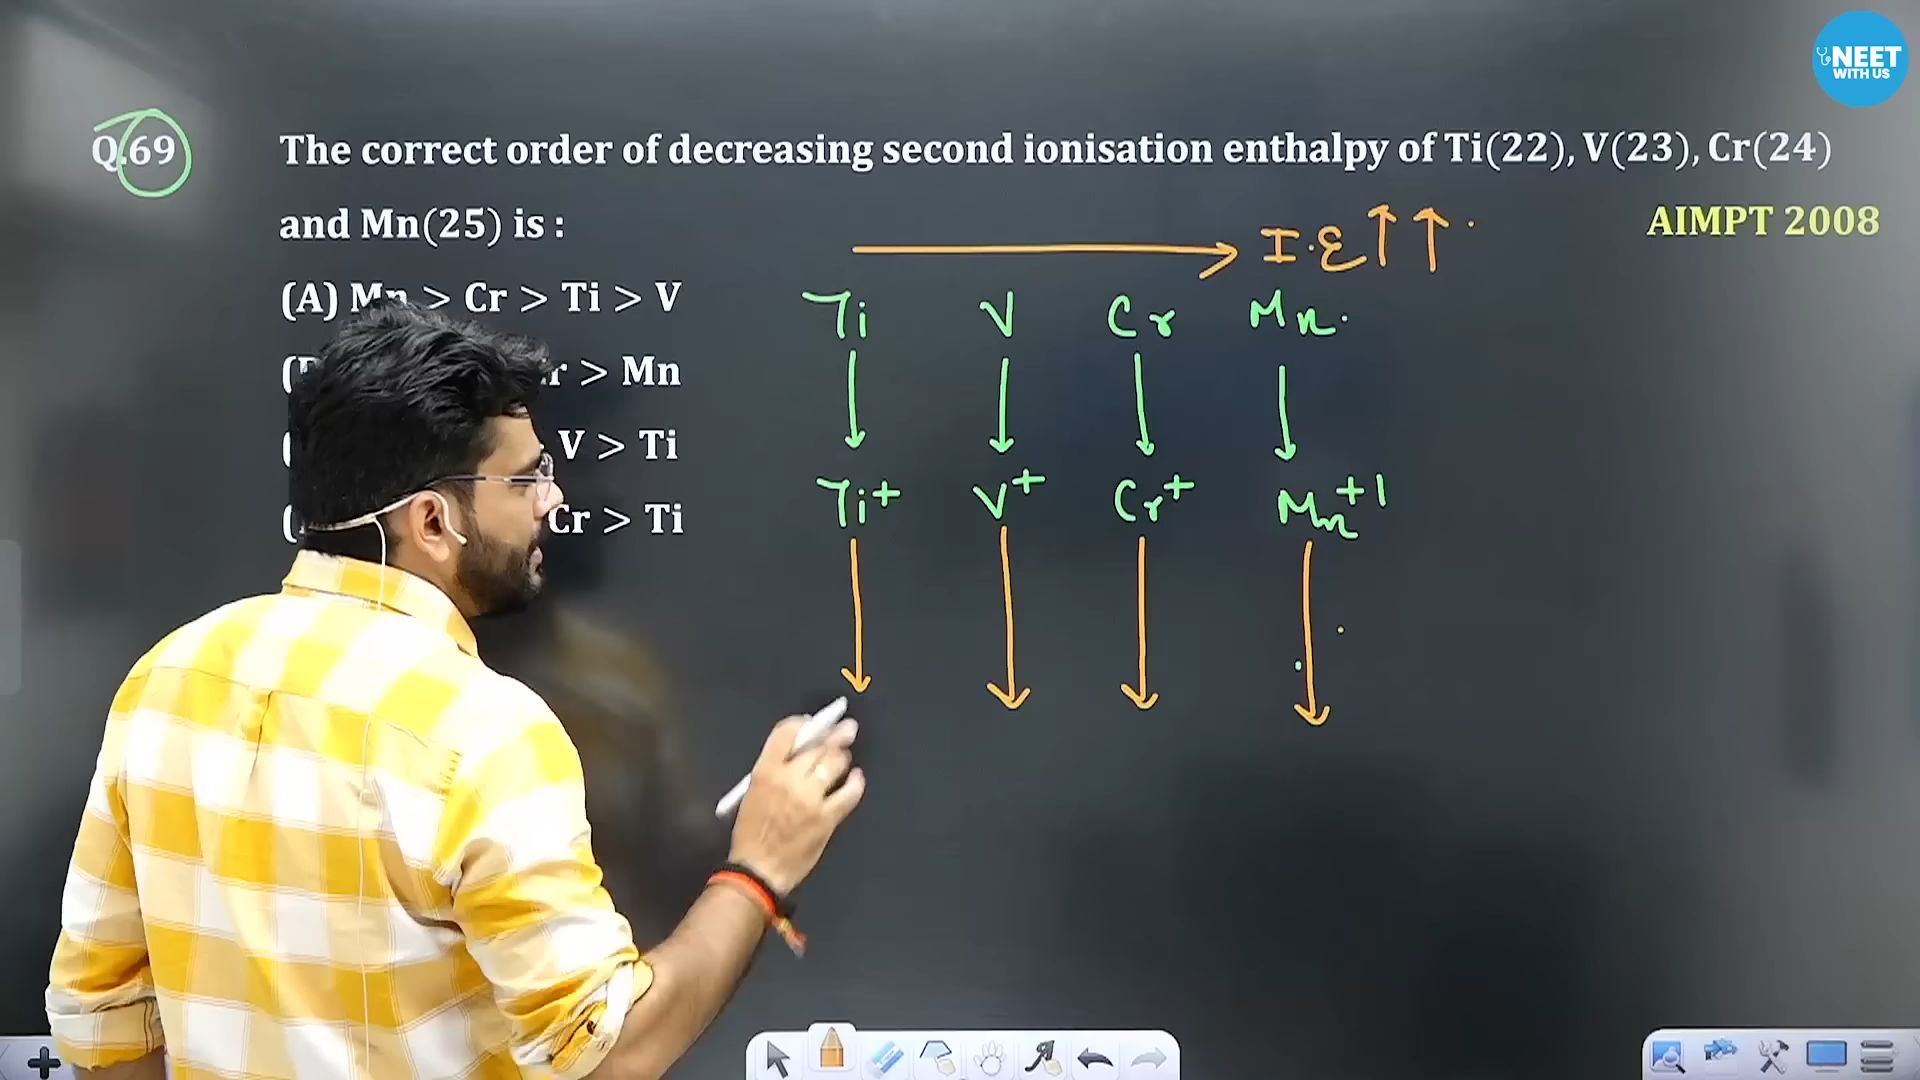 NEET
WITH US
Q.69 The correct order of decreasing second ionisation enthalpy of Ti(22), V(23), Cr(24)
and Mn(25) is :
AIMPT 2008
I.E↑↑
(A) Mn > Cr > Ti > V
> Mn
V > Ti
Cr > Ti
Ti V Cr Mn
Ti+ V+ Cr+ Mn+1